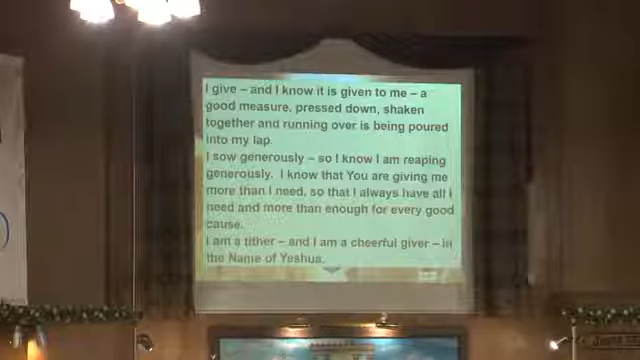 I give – and I know it is given to me – a
good measure, pressed down, shaken
together and running over is being poured
into my lap.
I sow generously – so I know I am reaping
generously.  I know that You are giving me
more than I need, so that I always have all I
need and more than enough for every good
cause.
I am a tither – and I am a cheerful giver – in
the Name of Yeshua.